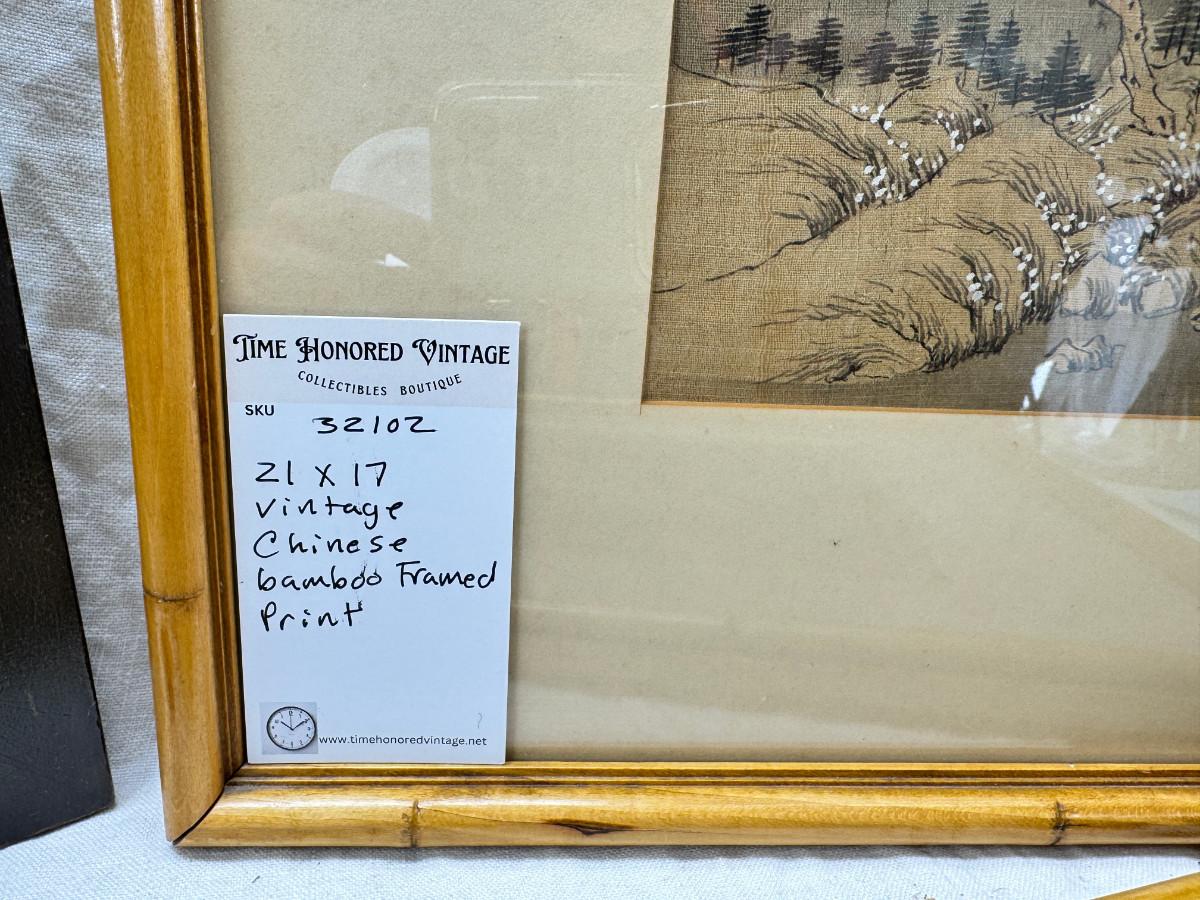 TIME HONORED VINTAGE
COLLECTIBLES BOUTIQUE
SKU
32102
21 X 17
vintage
Chinese
bamboo Framed
Print
www.timehonoredvintage.net